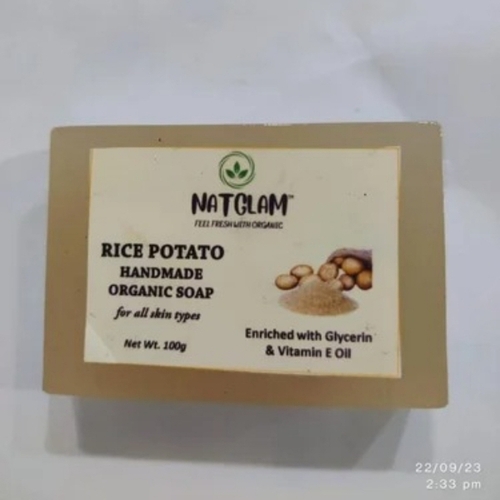 NATGLAM™
FEEL FRESH WITH ORGANIC
RICE POTATO
HANDMADE
ORGANIC SOAP
for all skin types
Net Wt. 100g
Enriched with Glycerin
& Vitamin E Oil
22/09/23
2:33 pm